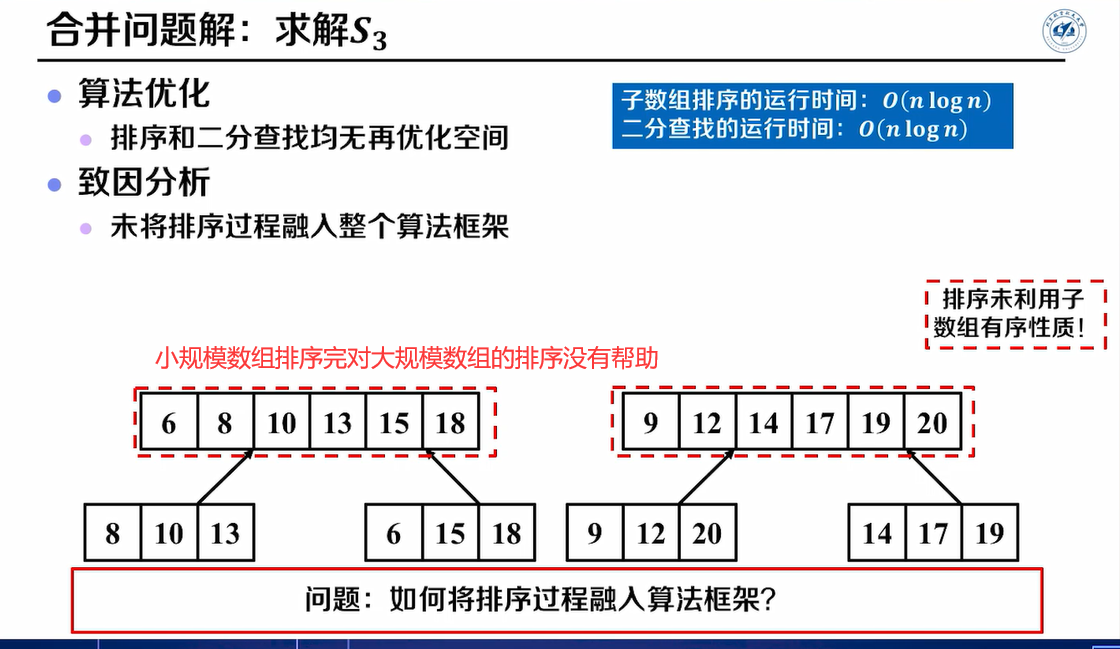 合并问题解：求解S₃
算法优化
排序和二分查找均无再优化空间
致因分析
未将排序过程融入整个算法框架
子数组排序的运行时间：O(n log n)
二分查找的运行时间：O(n log n)
排序未利用子
数组有序性质！
小规模数组排序完对大规模数组的排序没有帮助
6 8 10 13 15 18
9 12 14 17 19 20
8 10 13
6 15 18
9 12 20
14 17 19
问题：如何将排序过程融入算法框架？